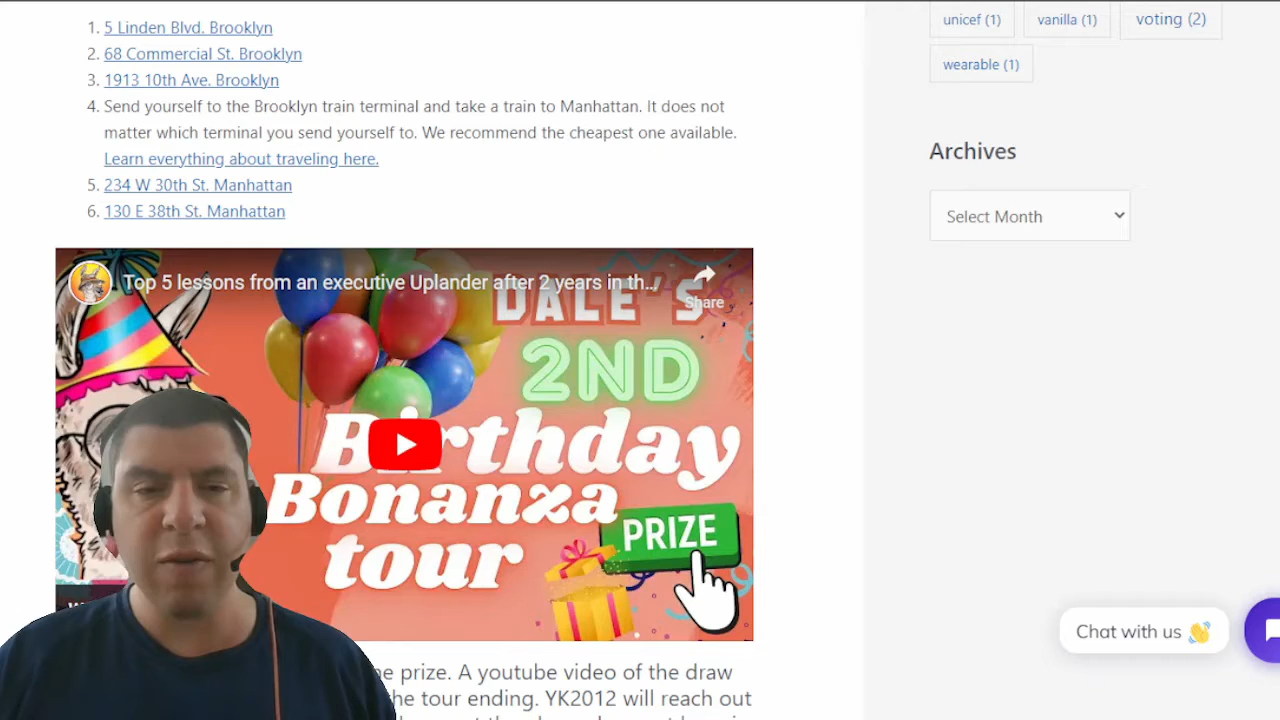 1. 5 Linden Blvd. Brooklyn
2. 68 Commercial St. Brooklyn
3. 1913 10th Ave. Brooklyn
4. Send yourself to the Brooklyn train terminal and take a train to Manhattan. It does not
matter which terminal you send yourself to. We recommend the cheapest one available.
Learn everything about traveling here.
5. 234 W 30th St. Manhattan
6. 130 E 38th St. Manhattan
Top 5 lessons from an executive Uplander after 2 years in th...
Share
DALE'S
2ND
Birthday
Bonanza
tour
PRIZE
prize. A youtube video of the draw
tour ending. YK2012 will reach out
unicef (1)
vanilla (1)
voting (2)
wearable (1)
Archives
Select Month
Chat with us 👋